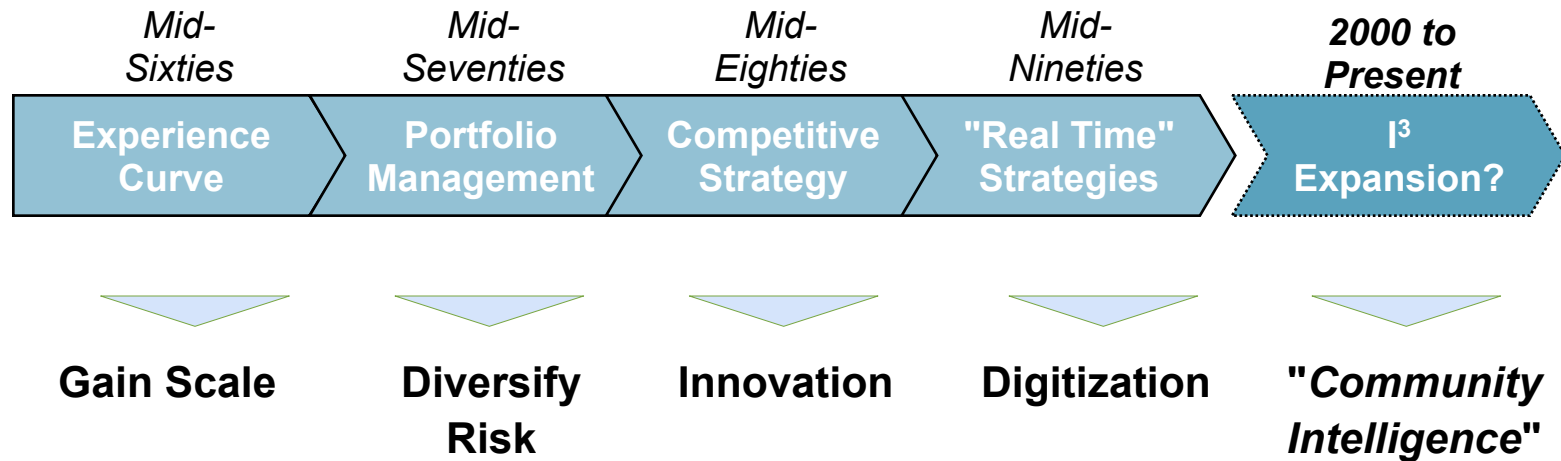 Mid-
Sixties
Mid-
Seventies
Mid-
Eighties
Mid-
Nineties
2000 to
Present
Experience
Curve
Portfolio
Management
Competitive
Strategy
"Real Time"
Strategies
I³
Expansion?
Gain Scale
Diversify
Risk
Innovation
Digitization
"Community
Intelligence"